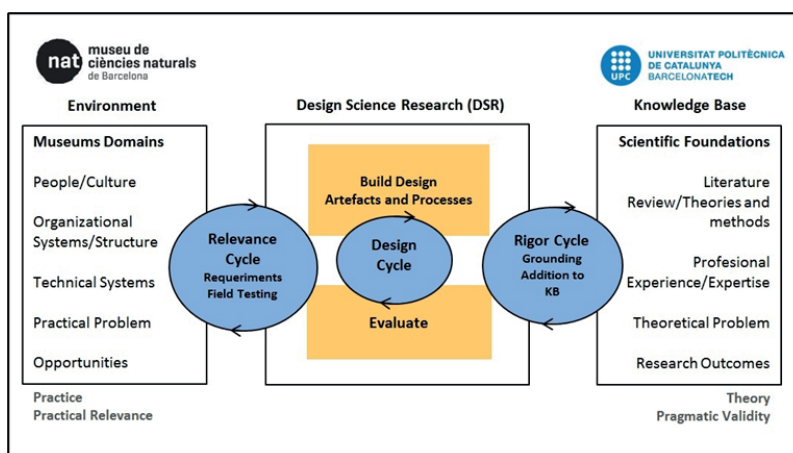 nat
museu de
ciències naturals
de Barcelona
UPC
UNIVERSITAT POLITÈCNICA
DE CATALUNYA
BARCELONATECH
Environment
Design Science Research (DSR)
Knowledge Base
Museums Domains
People/Culture
Organizational
Systems/Structure
Technical Systems
Practical Problem
Opportunities
Relevance
Cycle
Requeriments
Field Testing
Build Design
Artefacts and Processes
Design
Cycle
Evaluate
Rigor Cycle
Grounding
Addition to
KB
Scientific Foundations
Literature
Review/Theories and
methods
Profesional
Experience/Expertise
Theoretical Problem
Research Outcomes
Practice
Practical Relevance
Theory
Pragmatic Validity